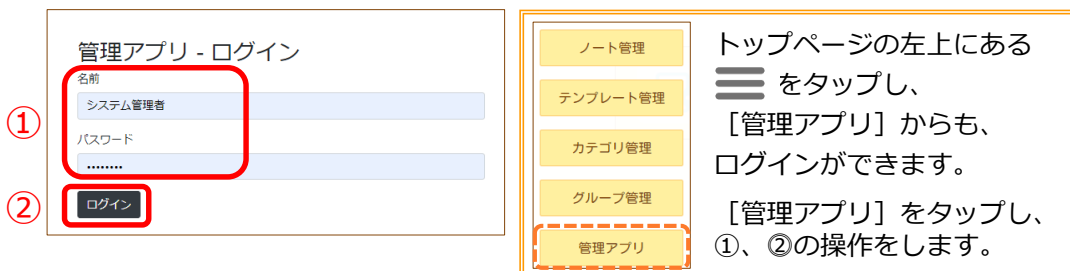 管理アプリ - ログイン
名前
システム管理者
パスワード
••••••••
ログイン
①
②
ノート管理
テンプレート管理
カテゴリ管理
グループ管理
管理アプリ
トップページの左上にある
をタップし、
［管理アプリ］からも、
ログインができます。
［管理アプリ］をタップし、
①、②の操作をします。